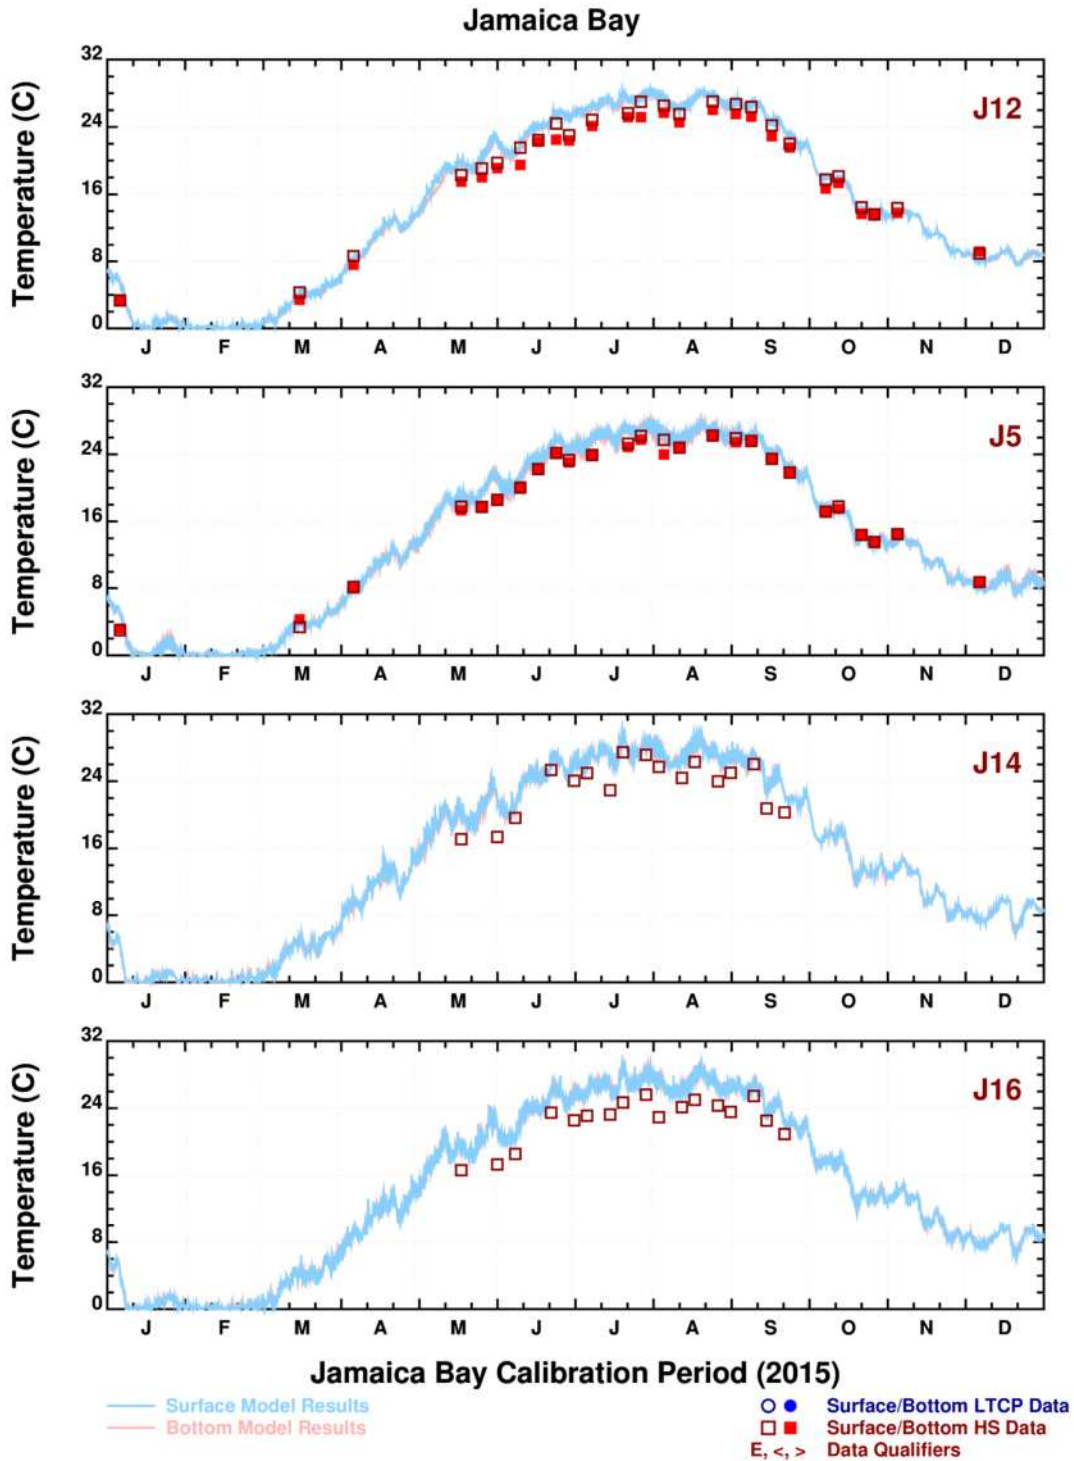 Jamaica Bay
Temperature (C)
32
24
16
8
0
J12
J F M A M J J A S O N D
Temperature (C)
32
24
16
8
0
J5
J F M A M J J A S O N D
Temperature (C)
32
24
16
8
0
J14
J F M A M J J A S O N D
Temperature (C)
32
24
16
8
0
J16
J F M A M J J A S O N D
Jamaica Bay Calibration Period (2015)
Surface Model Results
Bottom Model Results
Surface/Bottom LTCP Data
Surface/Bottom HS Data
E, <, > Data Qualifiers